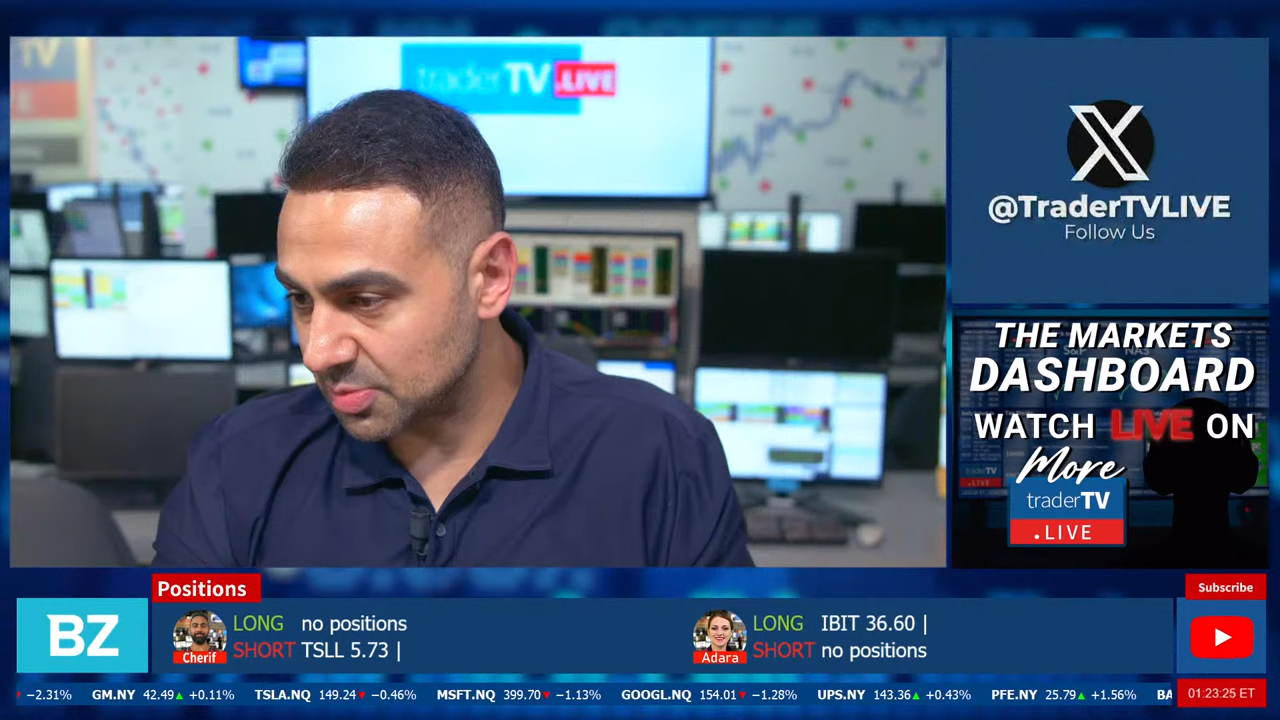 TV
traderTV.LIVE
@TraderTVLIVE
Follow Us
THE MARKETS
DASHBOARD
WATCH LIVE ON
More
traderTV
.LIVE
Positions
Subscribe
BZ
Cherif
LONG no positions
SHORT TSLL 5.73 |
Adara
LONG IBIT 36.60 |
SHORT no positions
▼ −2.31% GM.NY 42.49▲ +0.11% TSLA.NQ 149.24▼ −0.46% MSFT.NQ 399.70▼ −1.13% GOOGL.NQ 154.01▼ −1.28% UPS.NY 143.36▲ +0.43% PFE.NY 25.79▲ +1.56% BA
01:23:25 ET